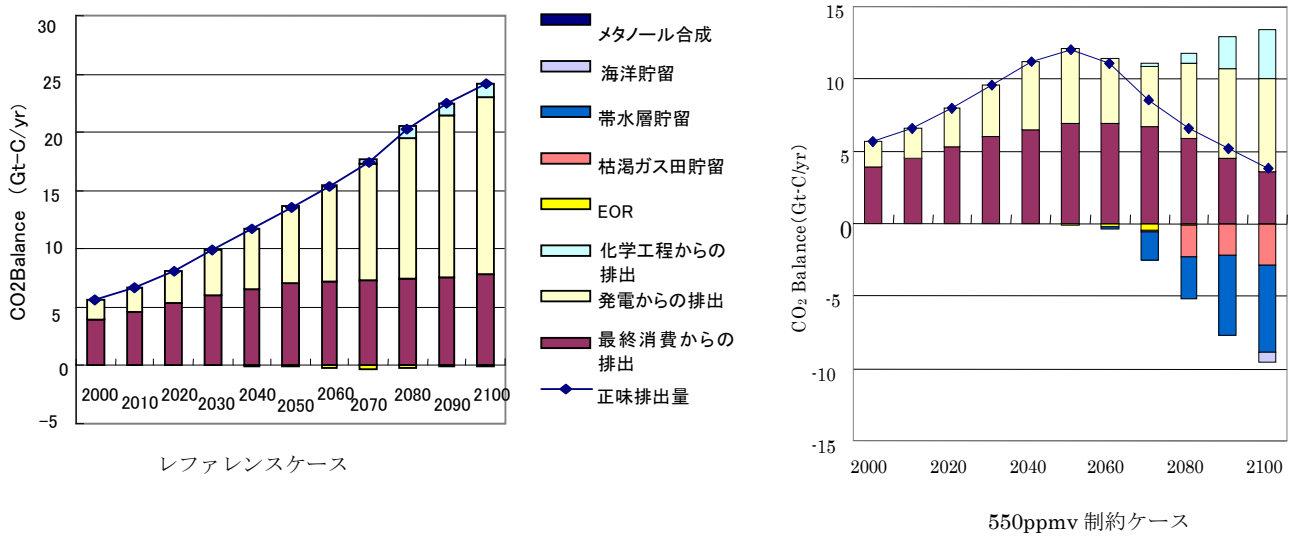 CO2Balance (Gt-C/yr)
30
25
20
15
10
5
0
-5
2000 2010 2020 2030 2040 2050 2060 2070 2080 2090 2100
レファレンスケース
メタノール合成
海洋貯留
帯水層貯留
枯渇ガス田貯留
EOR
化学工程からの
排出
発電からの排出
最終消費からの
排出
正味排出量
CO₂ Balance(Gt-C/yr)
15
10
5
0
-5
-10
-15
2000 2020 2040 2060 2080 2100
550ppmv 制約ケース